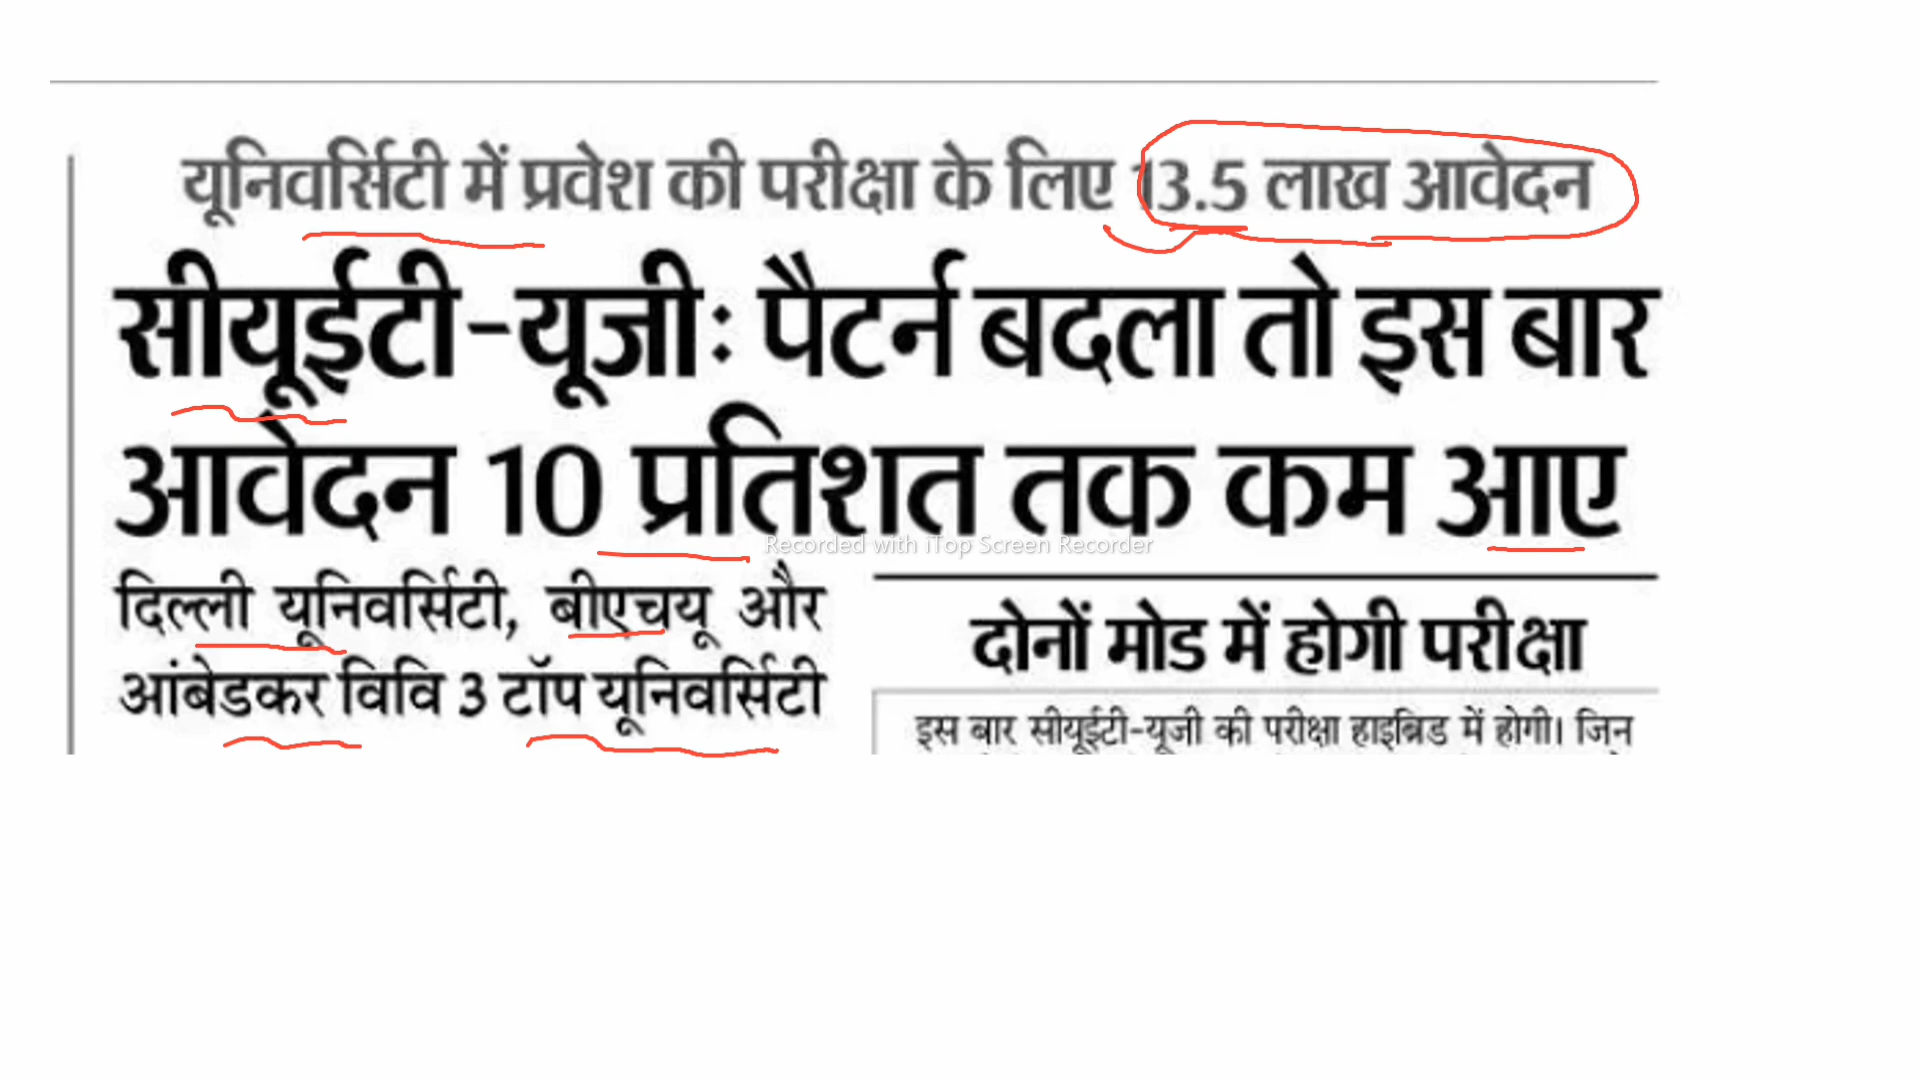 यूनिवर्सिटी में प्रवेश की परीक्षा के लिए 13.5 लाख आवेदन
सीयूईटी-यूजी: पैटर्न बदला तो इस बार
आवेदन 10 प्रतिशत तक कम आए
Recorded with iTop Screen Recorder
दिल्ली यूनिवर्सिटी, बीएचयू और
आंबेडकर विवि 3 टॉप यूनिवर्सिटी
दोनों मोड में होगी परीक्षा
इस बार सीयूईटी-यूजी की परीक्षा हाइब्रिड में होगी। जिन